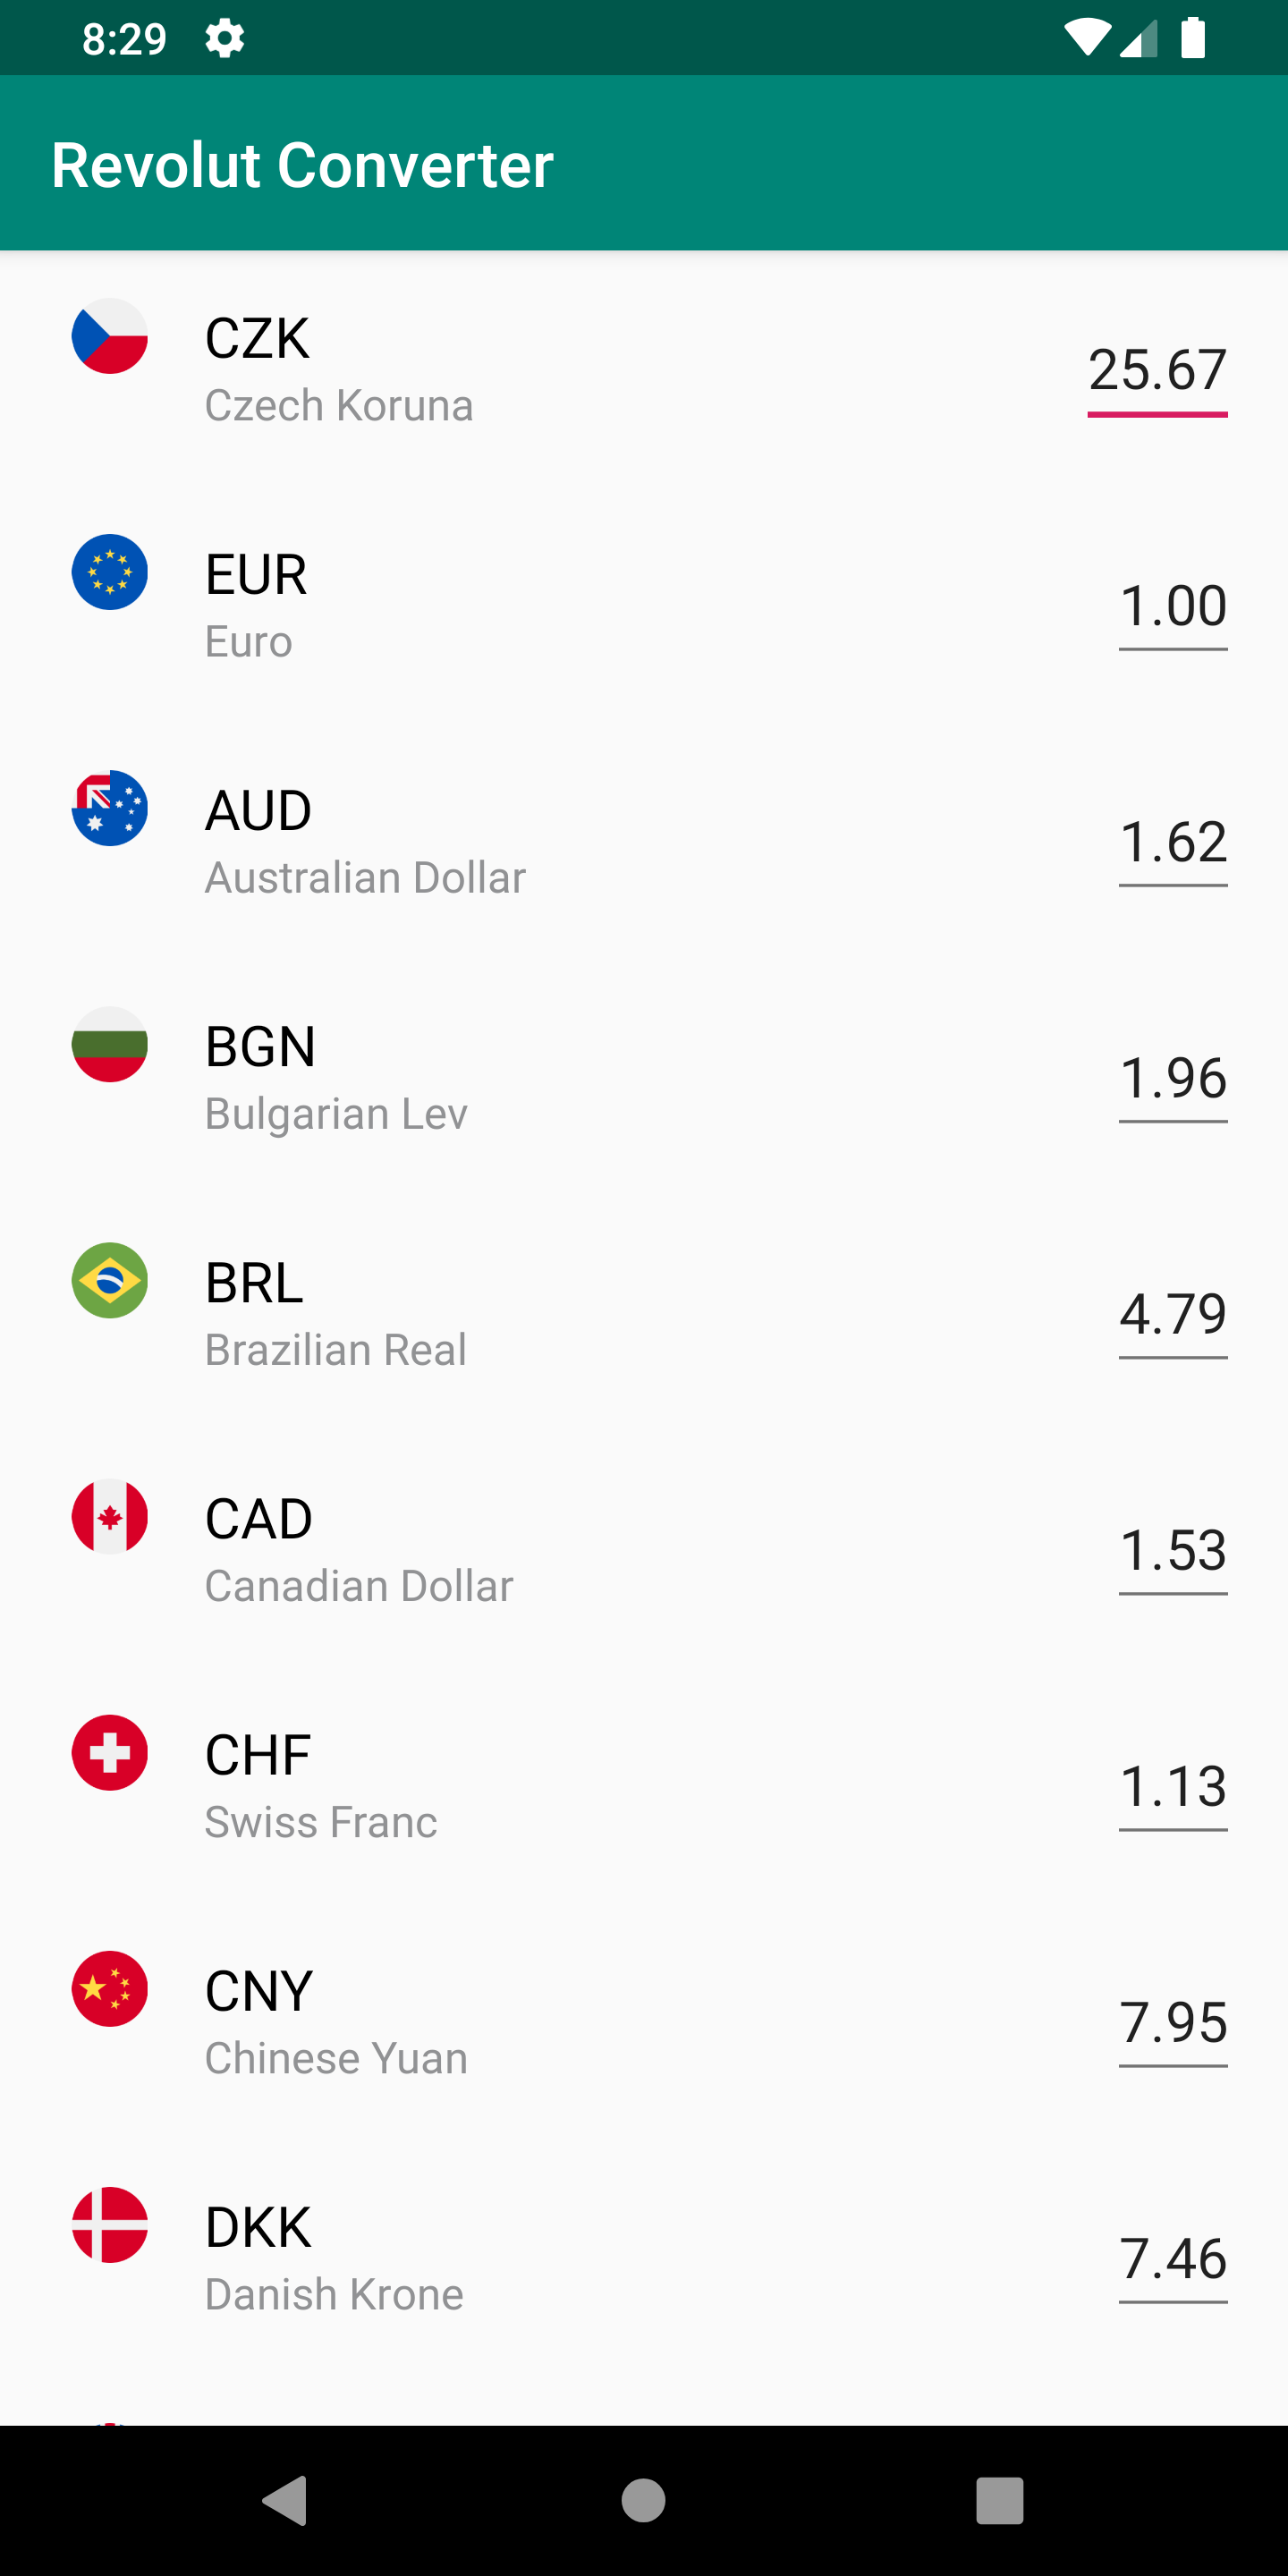 8:29
Revolut Converter
CZK
Czech Koruna
25.67
EUR
Euro
1.00
AUD
Australian Dollar
1.62
BGN
Bulgarian Lev
1.96
BRL
Brazilian Real
4.79
CAD
Canadian Dollar
1.53
CHF
Swiss Franc
1.13
CNY
Chinese Yuan
7.95
DKK
Danish Krone
7.46